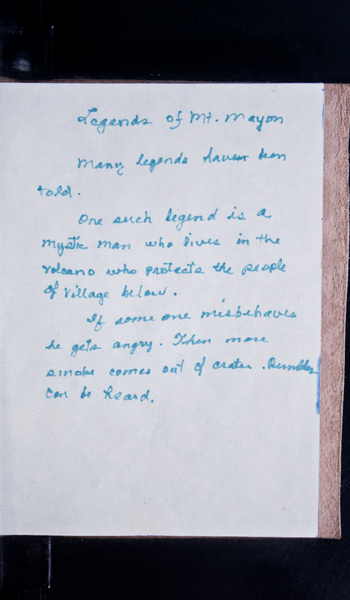 Legends of Mt. Mayon
Many legends have been
told.
One such legend is a
mystic man who lives in the
volcano who protects the people
of village below.
If some one misbehaves
he gets angry. Then more
smoke comes out of crater. Rumbles
can be heard.